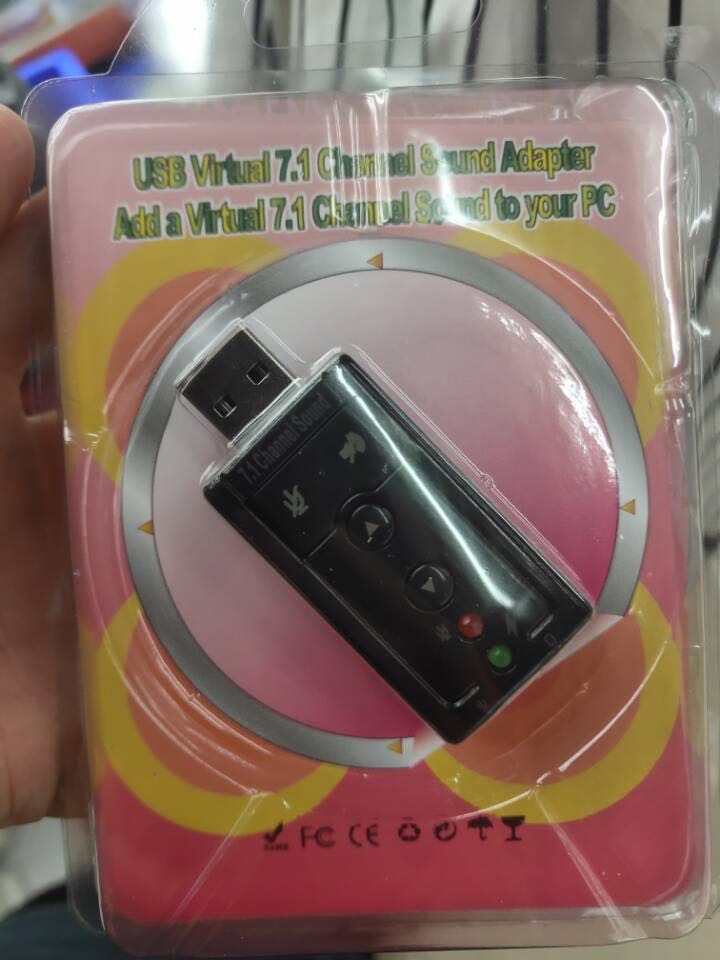 USB Virtual 7.1 Channel Sound Adapter
Add a Virtual 7.1 Channel Sound to your PC
7.1 Channel Sound
FC CE